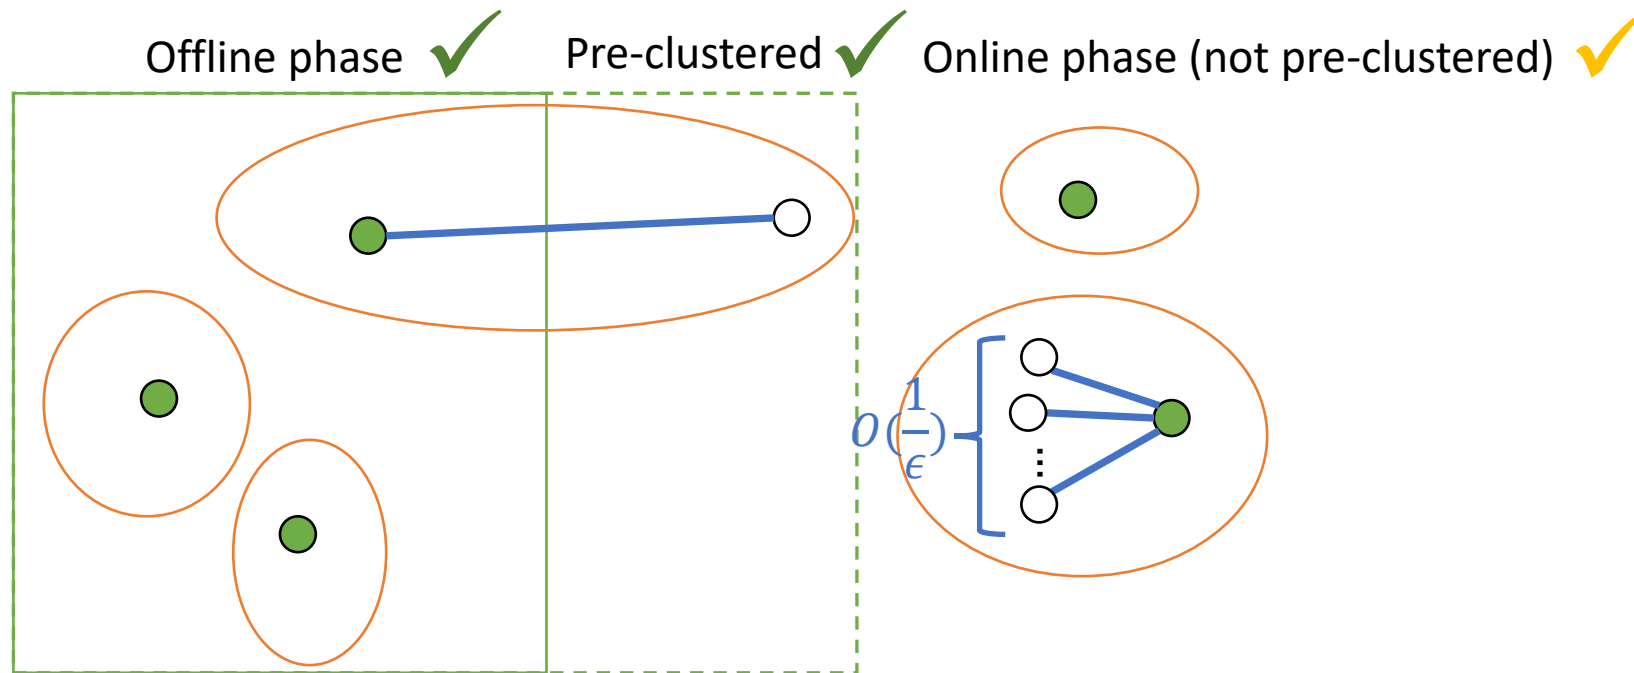 Offline phase
Pre-clustered
Online phase (not pre-clustered)
O(1/ϵ)